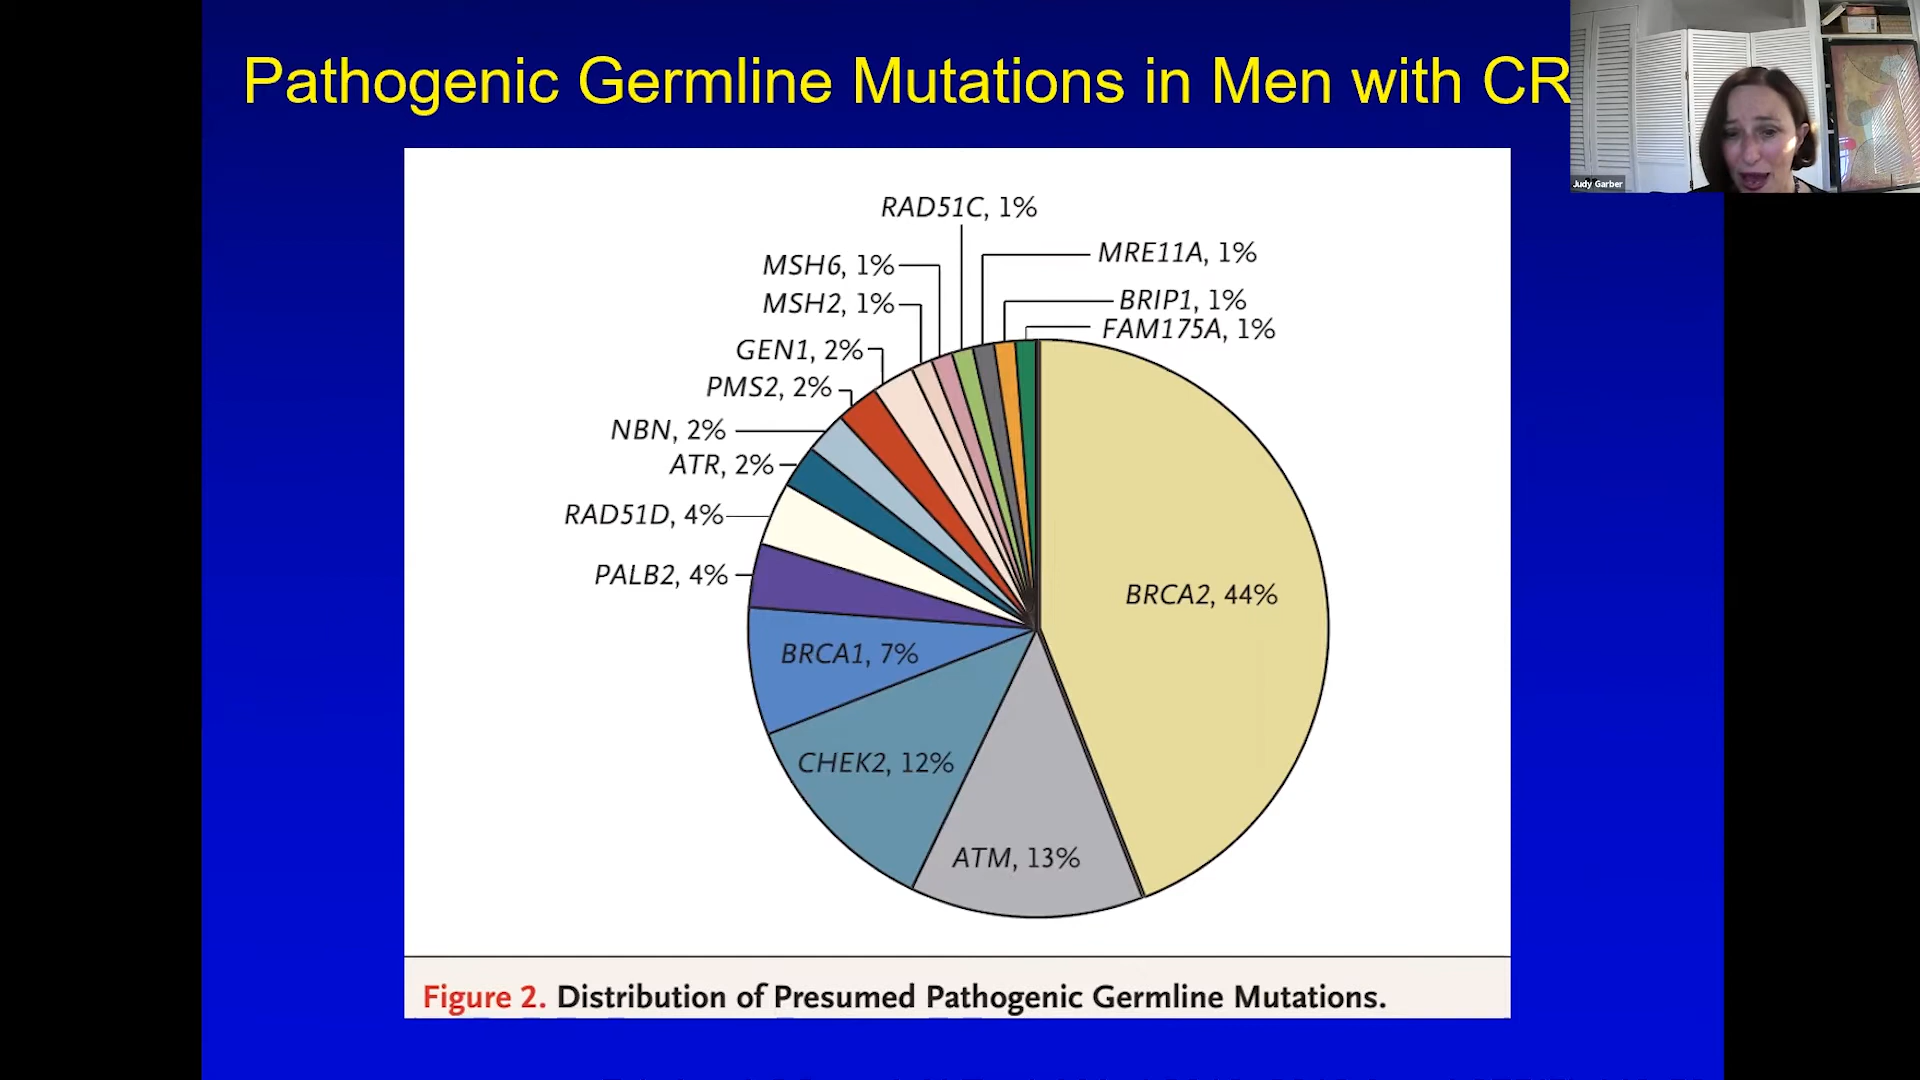 Pathogenic Germline Mutations in Men with CR
Judy Garber
RAD51C, 1%
MRE11A, 1%
MSH6, 1%
BRIP1, 1%
MSH2, 1%
FAM175A, 1%
GEN1, 2%
PMS2, 2%
NBN, 2%
ATR, 2%
RAD51D, 4%
PALB2, 4%
BRCA2, 44%
BRCA1, 7%
CHEK2, 12%
ATM, 13%
Figure 2. Distribution of Presumed Pathogenic Germline Mutations.